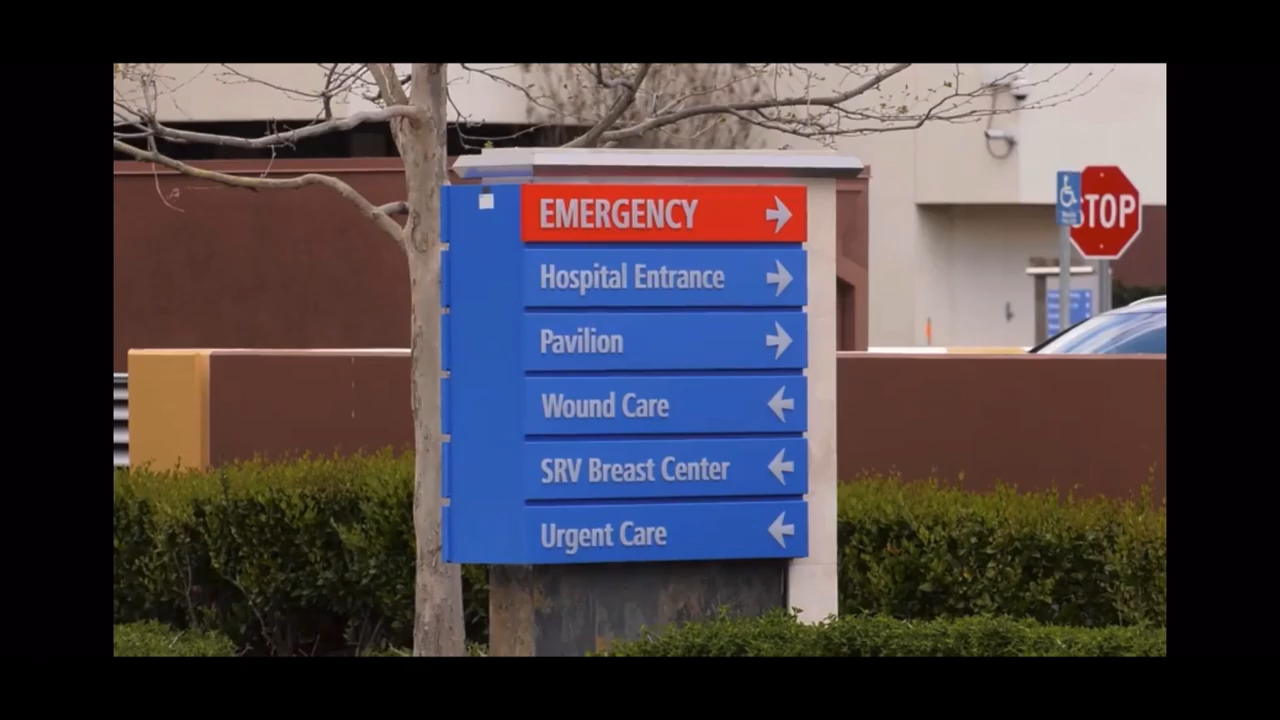 EMERGENCY
Hospital Entrance
Pavilion
Wound Care
SRV Breast Center
Urgent Care
STOP